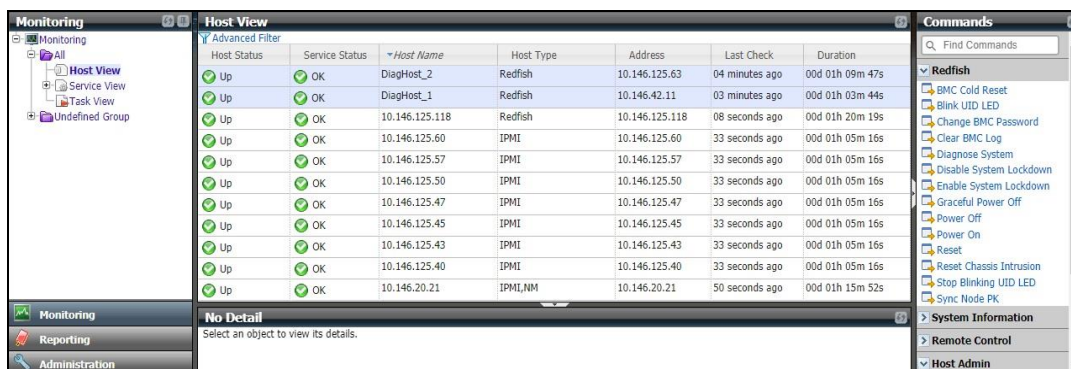 Monitoring
Monitoring
All
Host View
Service View
Task View
Undefined Group
Monitoring
Reporting
Administration
Host View
Advanced Filter
Host Status Service Status Host Name Host Type Address Last Check Duration
Up OK DiagHost_2 Redfish 10.146.125.63 04 minutes ago 00d 01h 09m 47s
Up OK DiagHost_1 Redfish 10.146.42.11 03 minutes ago 00d 01h 03m 44s
Up OK 10.146.125.118 Redfish 10.146.125.118 08 seconds ago 00d 01h 20m 19s
Up OK 10.146.125.60 IPMI 10.146.125.60 33 seconds ago 00d 01h 05m 16s
Up OK 10.146.125.57 IPMI 10.146.125.57 33 seconds ago 00d 01h 05m 16s
Up OK 10.146.125.50 IPMI 10.146.125.50 33 seconds ago 00d 01h 05m 16s
Up OK 10.146.125.47 IPMI 10.146.125.47 33 seconds ago 00d 01h 05m 16s
Up OK 10.146.125.45 IPMI 10.146.125.45 33 seconds ago 00d 01h 05m 16s
Up OK 10.146.125.43 IPMI 10.146.125.43 33 seconds ago 00d 01h 05m 16s
Up OK 10.146.125.40 IPMI 10.146.125.40 33 seconds ago 00d 01h 05m 16s
Up OK 10.146.20.21 IPMI,NM 10.146.20.21 50 seconds ago 00d 01h 15m 52s
No Detail
Select an object to view its details.
Commands
Find Commands
Redfish
BMC Cold Reset
Blink UID LED
Change BMC Password
Clear BMC Log
Diagnose System
Disable System Lockdown
Enable System Lockdown
Graceful Power Off
Power Off
Power On
Reset
Reset Chassis Intrusion
Stop Blinking UID LED
Sync Node PK
System Information
Remote Control
Host Admin